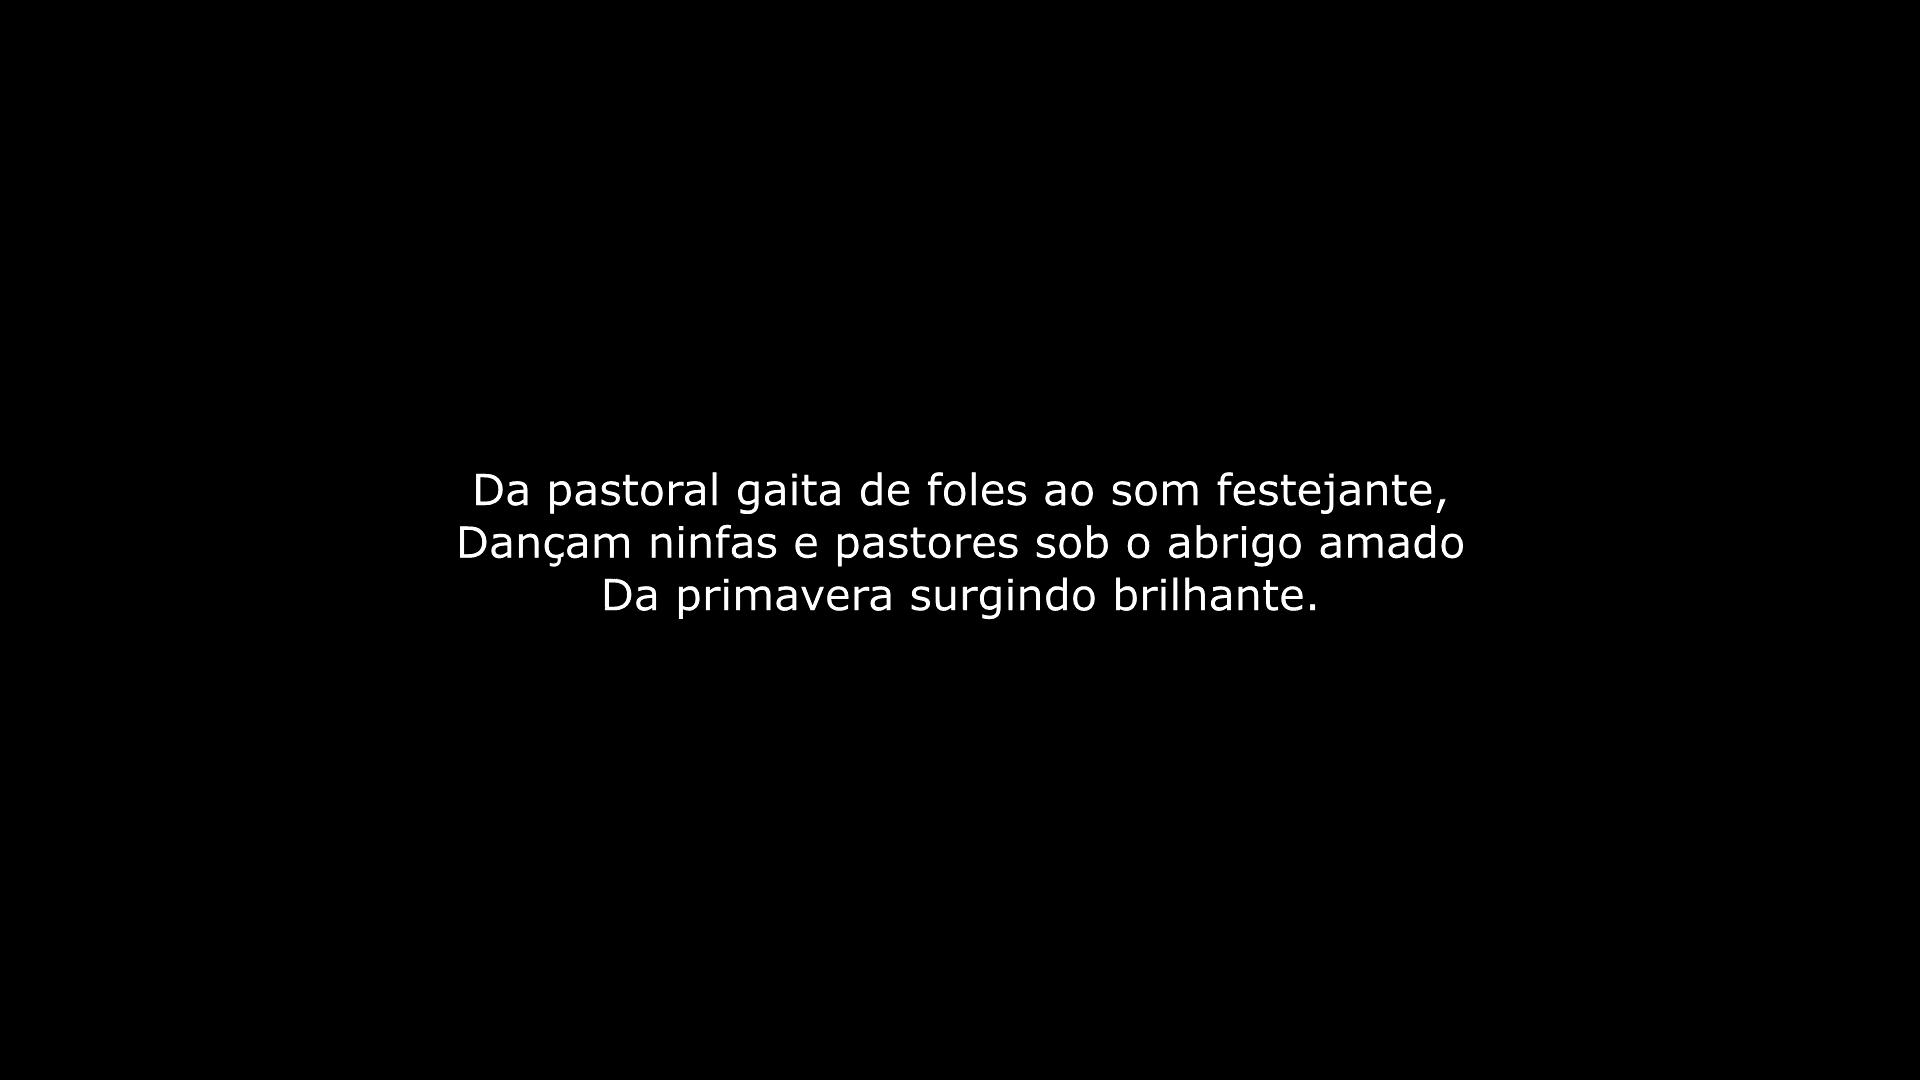 Da pastoral gaita de foles ao som festejante,
Dançam ninfas e pastores sob o abrigo amado
Da primavera surgindo brilhante.